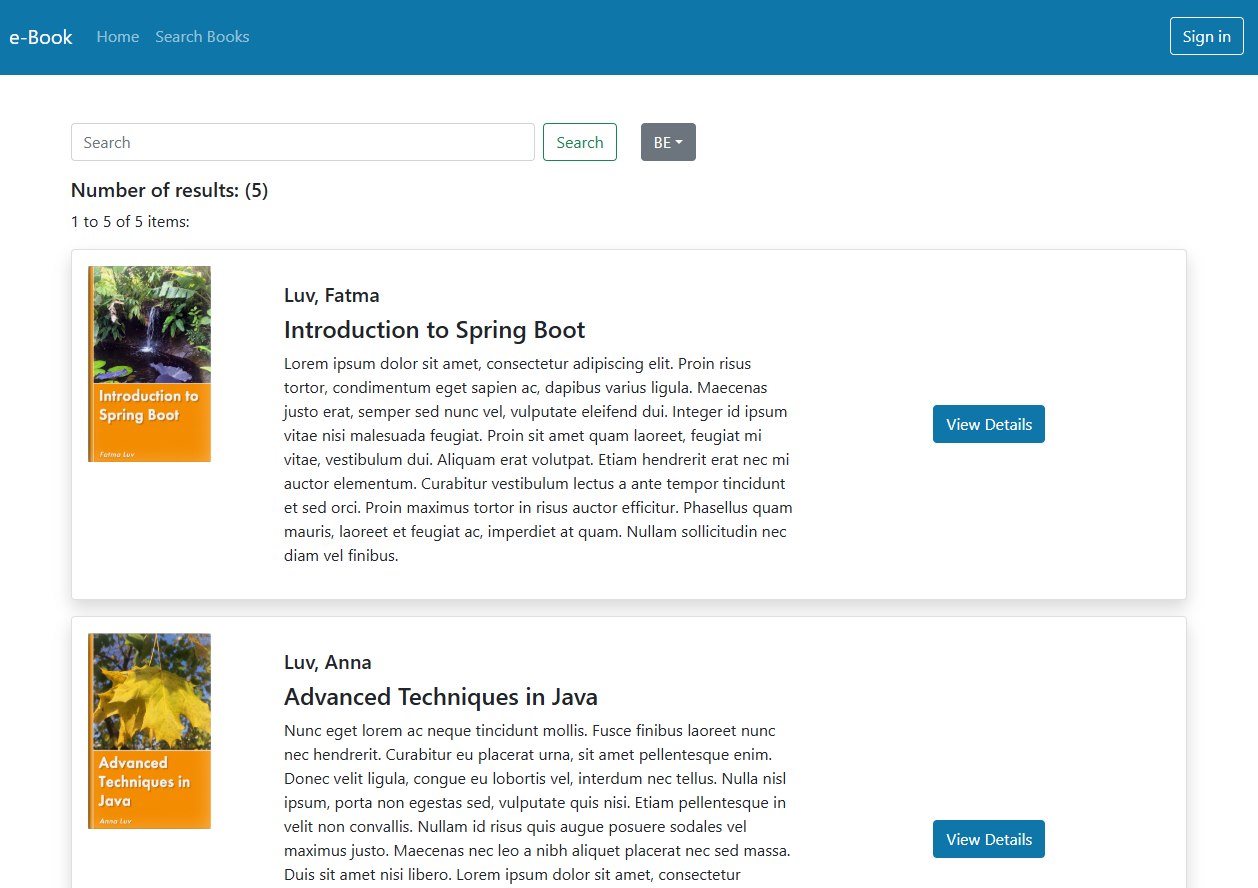 e-Book Home Search Books Sign in
Search Search BE
Number of results: (5)
1 to 5 of 5 items:
Introduction to
Spring Boot
Fatma Luv
Luv, Fatma
Introduction to Spring Boot
Lorem ipsum dolor sit amet, consectetur adipiscing elit. Proin risus
tortor, condimentum eget sapien ac, dapibus varius ligula. Maecenas
justo erat, semper sed nunc vel, vulputate eleifend dui. Integer id ipsum
vitae nisi malesuada feugiat. Proin sit amet quam laoreet, feugiat mi
vitae, vestibulum dui. Aliquam erat volutpat. Etiam hendrerit erat nec mi
auctor elementum. Curabitur vestibulum lectus a ante tempor tincidunt
et sed orci. Proin maximus tortor in risus auctor efficitur. Phasellus quam
mauris, laoreet et feugiat ac, imperdiet at quam. Nullam sollicitudin nec
diam vel finibus.
View Details
Advanced
Techniques in
Java
Anna Luv
Luv, Anna
Advanced Techniques in Java
Nunc eget lorem ac neque tincidunt mollis. Fusce finibus laoreet nunc
nec hendrerit. Curabitur eu placerat urna, sit amet pellentesque enim.
Donec velit ligula, congue eu lobortis vel, interdum nec tellus. Nulla nisl
ipsum, porta non egestas sed, vulputate quis nisi. Etiam pellentesque in
velit non convallis. Nullam id risus quis augue posuere sodales vel
maximus justo. Maecenas nec leo a nibh aliquet placerat nec sed massa.
Duis sit amet nisi libero. Lorem ipsum dolor sit amet, consectetur
View Details